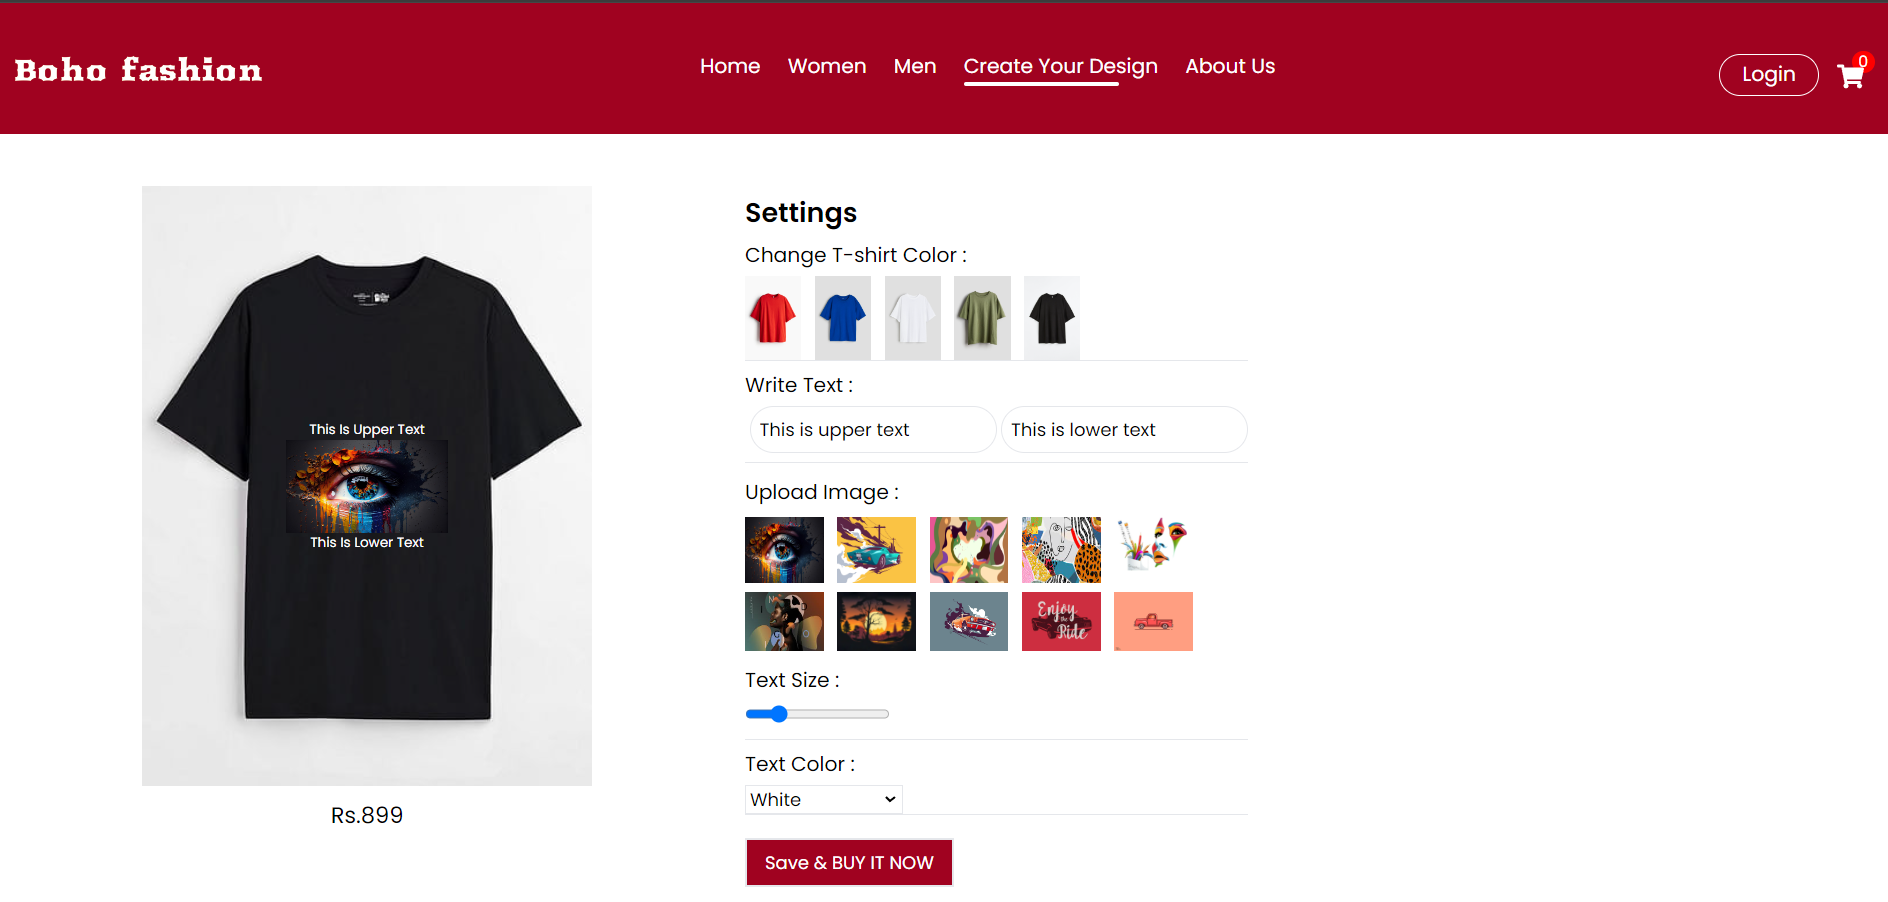 Boho fashion
Home Women Men Create Your Design About Us
Login
0
This Is Upper Text
This Is Lower Text
Rs.899
Settings
Change T-shirt Color :
Write Text :
This is upper text This is lower text
Upload Image :
Enjoy
the
Ride
Text Size :
Text Color :
White
Save & BUY IT NOW